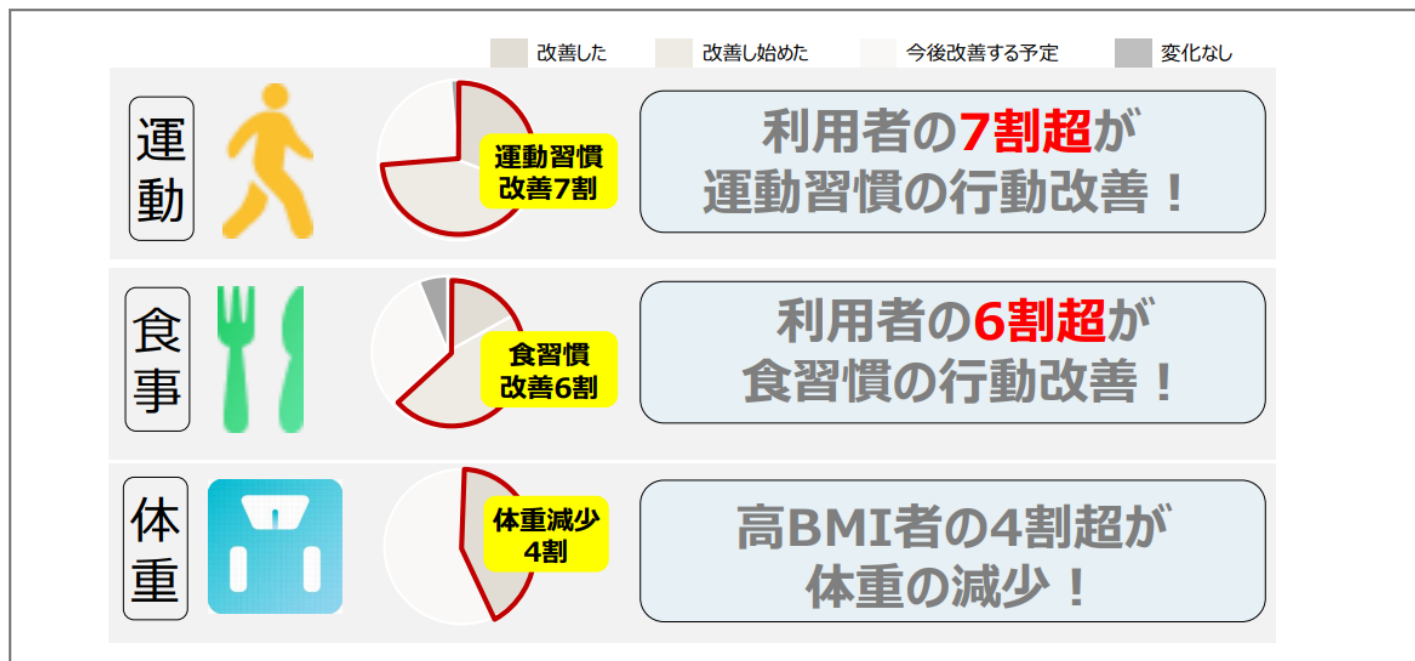 改善した 改善し始めた 今後改善する予定 変化なし
運動
運動習慣
改善7割
利用者の7割超が
運動習慣の行動改善！
食事
食習慣
改善6割
利用者の6割超が
食習慣の行動改善！
体重
体重減少
4割
高BMI者の4割超が
体重の減少！